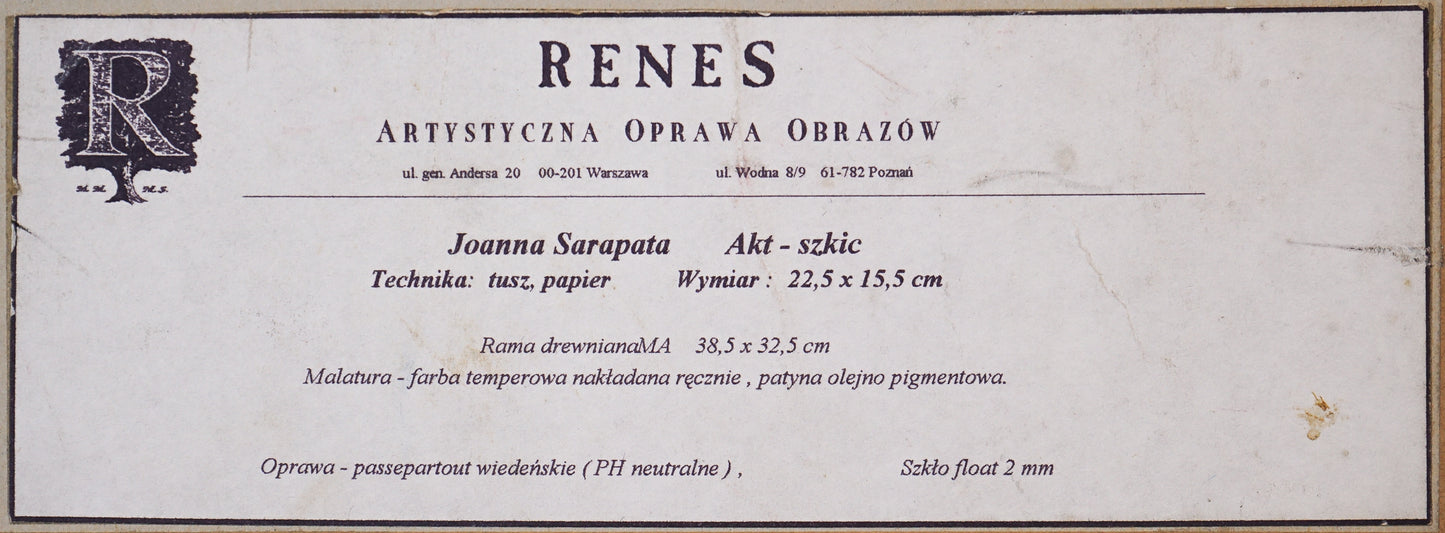 R
M. M. M. S.
RENES
ARTYSTYCZNA OPRAWA OBRAZÓW
ul. gen. Andersa 20 00-201 Warszawa ul. Wodna 8/9 61-782 Poznań
Joanna Sarapata Akt - szkic
Technika: tusz, papier Wymiar : 22,5 x 15,5 cm
Rama drewnianaMA 38,5 x 32,5 cm
Malatura - farba temperowa nakładana ręcznie , patyna olejno pigmentowa.
Oprawa - passepartout wiedeńskie ( PH neutralne ) , Szkło float 2 mm